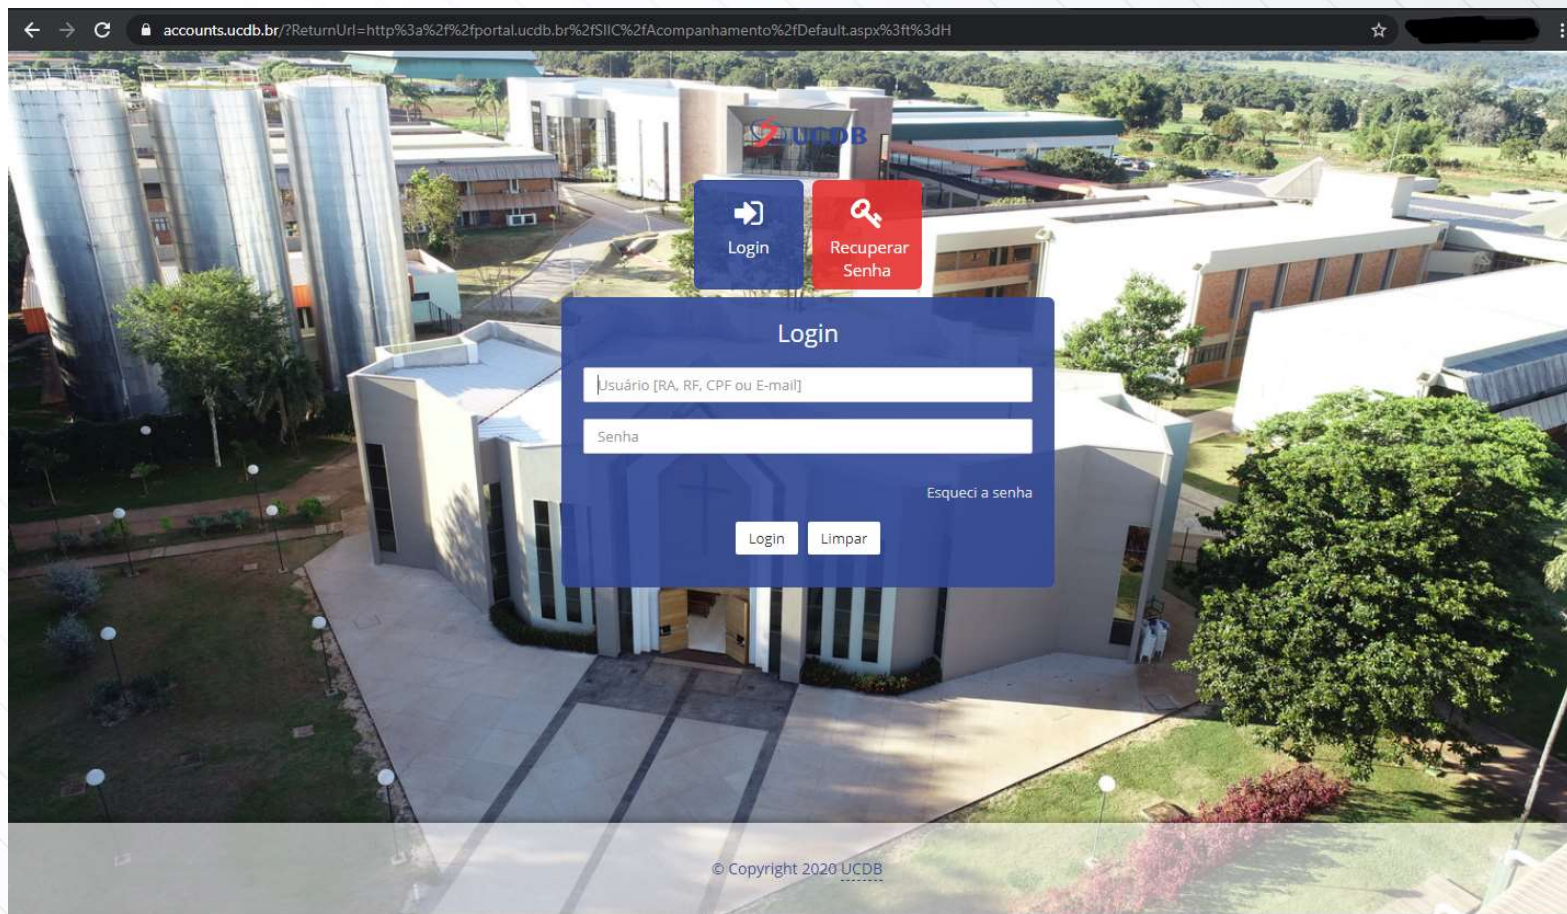 accounts.ucdb.br/?ReturnUrl=http%3a%2f%2fportal.ucdb.br%2fSIIC%2fAcompanhamento%2fDefault.aspx%3ft%3dH
UCDB
Login
Recuperar
Senha
Login
Usuário [RA, RF, CPF ou E-mail]
Senha
Esqueci a senha
Login Limpar
© Copyright 2020 UCDB